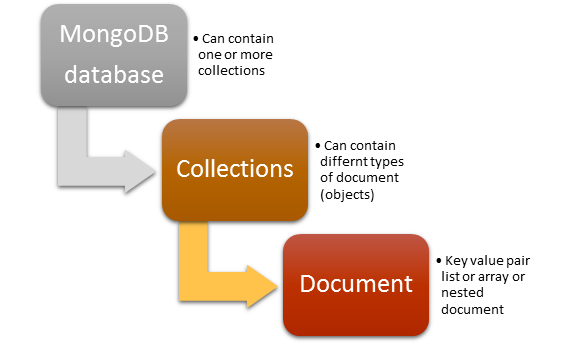 MongoDB
database
• Can contain
one or more
collections
Collections
• Can contain
differnt types
of document
(objects)
Document
• Key value pair
list or array or
nested
document